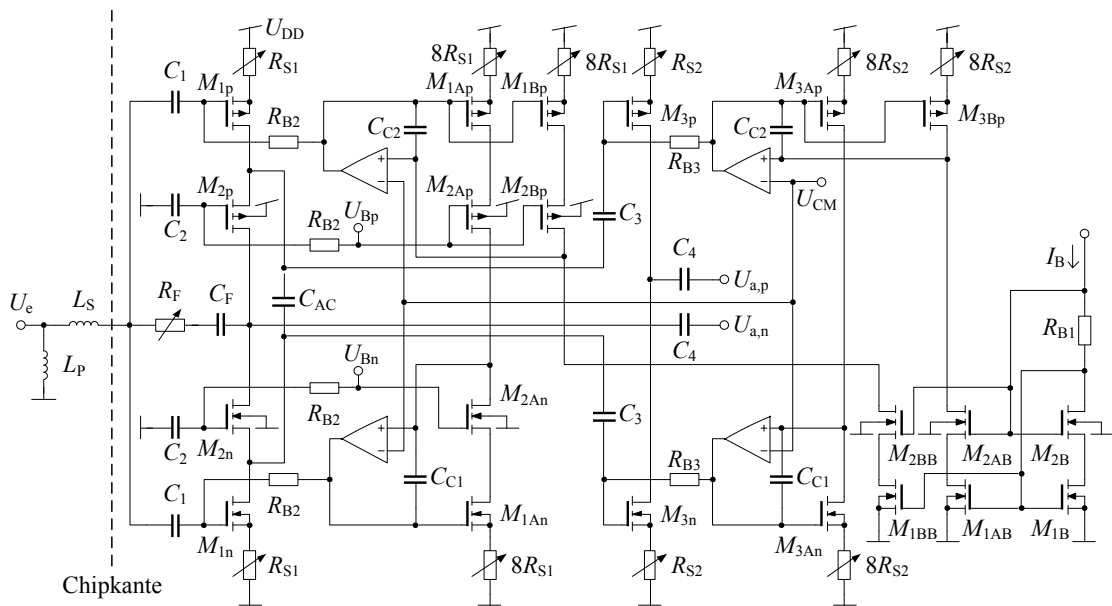 U_DD
R_S1
8R_S1
8R_S1
R_S2
8R_S2
8R_S2
C_1
M_1p
R_B2
M_1Ap
M_1Bp
C_C2
M_3p
M_3Ap
C_C2
M_3Bp
R_B3
+
−
+
−
M_2p
C_2
R_B2
U_Bp
M_2Ap
M_2Bp
C_3
U_CM
C_4
U_a,p
I_B
U_e
L_S
R_F
C_F
C_AC
C_4
U_a,n
R_B1
L_P
U_Bn
R_B2
M_2An
C_3
C_2
M_2n
+
−
R_B3
+
−
M_2BB
M_2AB
M_2B
C_1
R_B2
C_C1
C_C1
M_1n
M_1An
M_3n
M_3An
M_1BB
M_1AB
M_1B
R_S1
8R_S1
R_S2
8R_S2
Chipkante